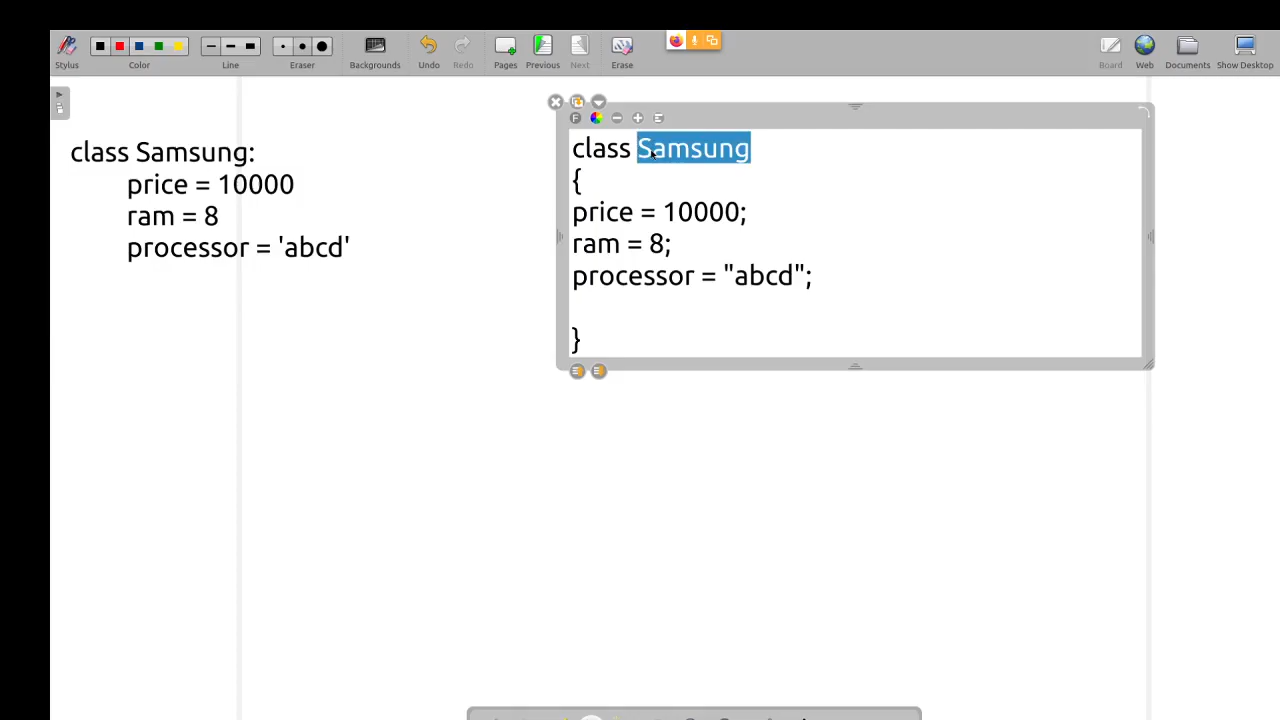 Stylus
Color
Line
Eraser
Backgrounds
Undo
Redo
Pages
Previous
Next
Erase
Board
Web
Documents
Show Desktop
class Samsung:
price = 10000
ram = 8
processor = 'abcd'
class Samsung
{
price = 10000;
ram = 8;
processor = "abcd";
}